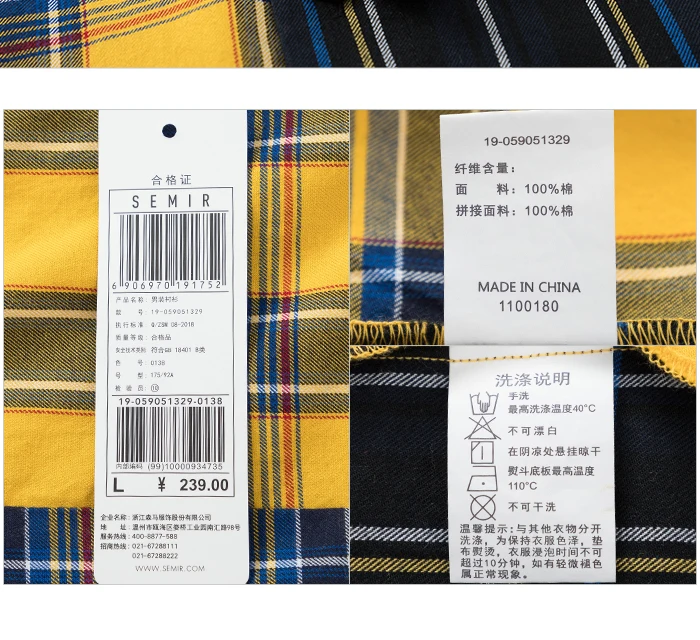 合格证
SEMIR
6 906970 191752
产品名称：男装衬衫
款 号：19-059051329
执行标准：Q/ZSM 08-2018
质量等级：合格品
安全技术类别 符合GB 18401 B类
色 号：0138
号 型：175/92A
检 验 员：10
19-059051329-0138
内部编码 (99)10000934735
L ￥ 239.00
企业名称：浙江森马服饰股份有限公司
地 址：温州市瓯海区娄桥工业园南汇路98号
服务热线：400-8877-588
招商热线：021-67288111
021-67288222
WWW.SEMIR.COM
19-059051329
纤维含量：
面 料：100%棉
拼接面料：100%棉
MADE IN CHINA
1100180
洗涤说明
手洗
最高洗涤温度40°C
不可漂白
在阴凉处悬挂晾干
熨斗底板最高温度
110°C
不可干洗
温馨提示：与其他衣物分开
洗涤，为保持衣服色泽，垫
布熨烫，衣服浸泡时间不可
超过10分钟，如有轻微褪色
属正常现象。